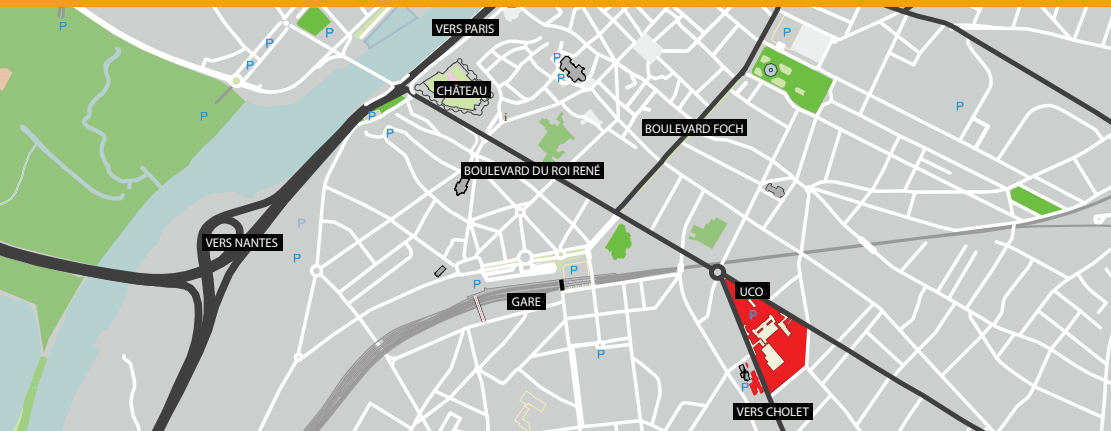 P
VERS PARIS
P
P
P
P
P
P
CHÂTEAU
P
P
P
i
BOULEVARD FOCH
P
BOULEVARD DU ROI RENÉ
P
VERS NANTES
P
P
P
UCO
GARE
P
P
P
VERS CHOLET